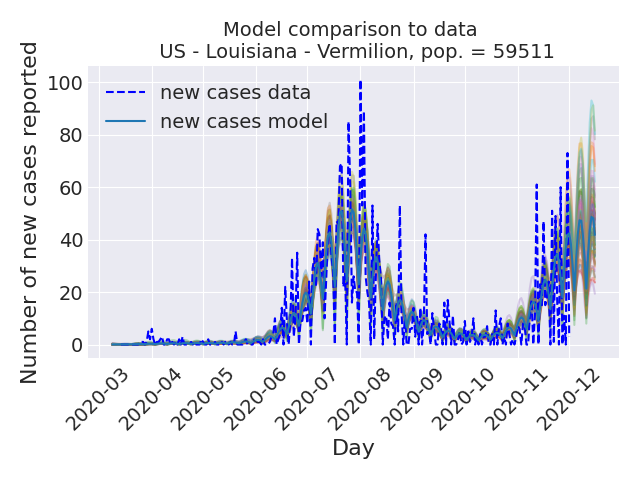 Model comparison to data
US - Louisiana - Vermilion, pop. = 59511
Number of new cases reported
100
80
60
40
20
0
new cases data
new cases model
2020-03
2020-04
2020-05
2020-06
2020-07
2020-08
2020-09
2020-10
2020-11
2020-12
Day